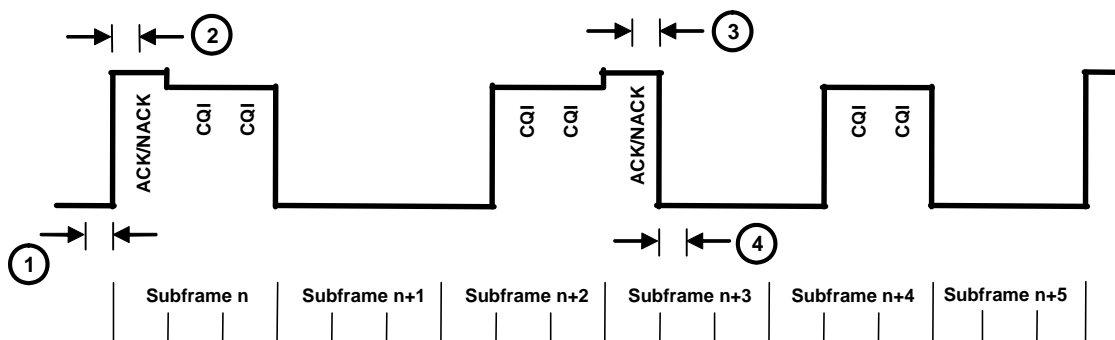 2
3
ACK/NACK
CQI
CQI
CQI
CQI
ACK/NACK
CQI
CQI
1
4
Subframe n
Subframe n+1
Subframe n+2
Subframe n+3
Subframe n+4
Subframe n+5